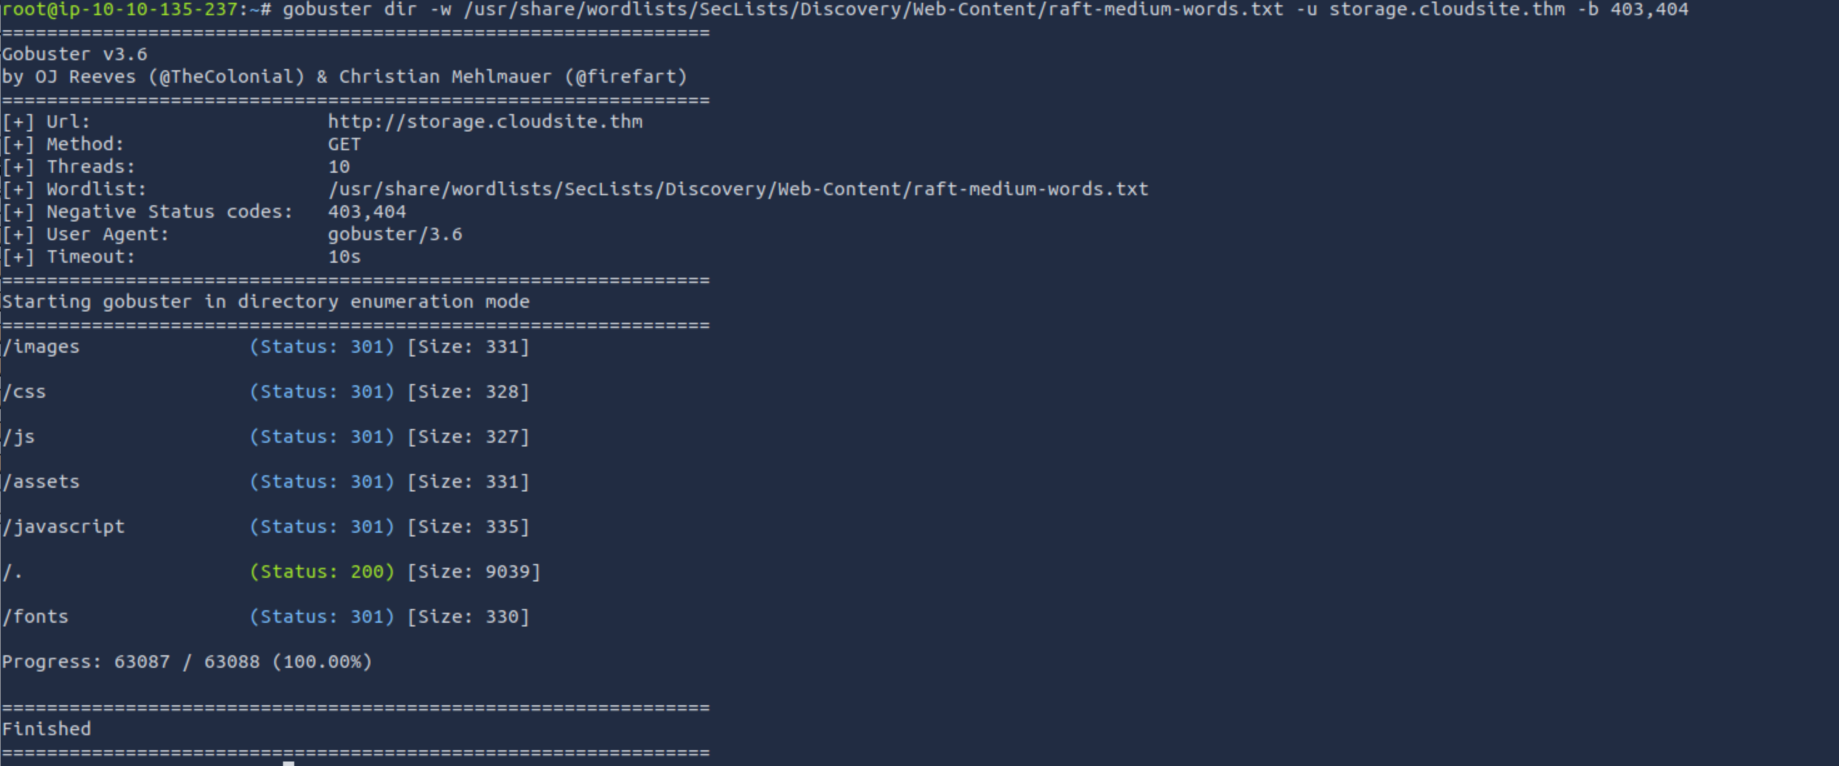 root@ip-10-10-135-237:~# gobuster dir -w /usr/share/wordlists/SecLists/Discovery/Web-Content/raft-medium-words.txt -u storage.cloudsite.thm -b 403,404
===============================================================
Gobuster v3.6
by OJ Reeves (@TheColonial) & Christian Mehlmauer (@firefart)
===============================================================
[+] Url:                     http://storage.cloudsite.thm
[+] Method:                  GET
[+] Threads:                 10
[+] Wordlist:                /usr/share/wordlists/SecLists/Discovery/Web-Content/raft-medium-words.txt
[+] Negative Status codes:   403,404
[+] User Agent:              gobuster/3.6
[+] Timeout:                 10s
===============================================================
Starting gobuster in directory enumeration mode
===============================================================
/images               (Status: 301) [Size: 331]
/css                  (Status: 301) [Size: 328]
/js                   (Status: 301) [Size: 327]
/assets               (Status: 301) [Size: 331]
/javascript           (Status: 301) [Size: 335]
/.                    (Status: 200) [Size: 9039]
/fonts                (Status: 301) [Size: 330]
Progress: 63087 / 63088 (100.00%)
===============================================================
Finished
===============================================================